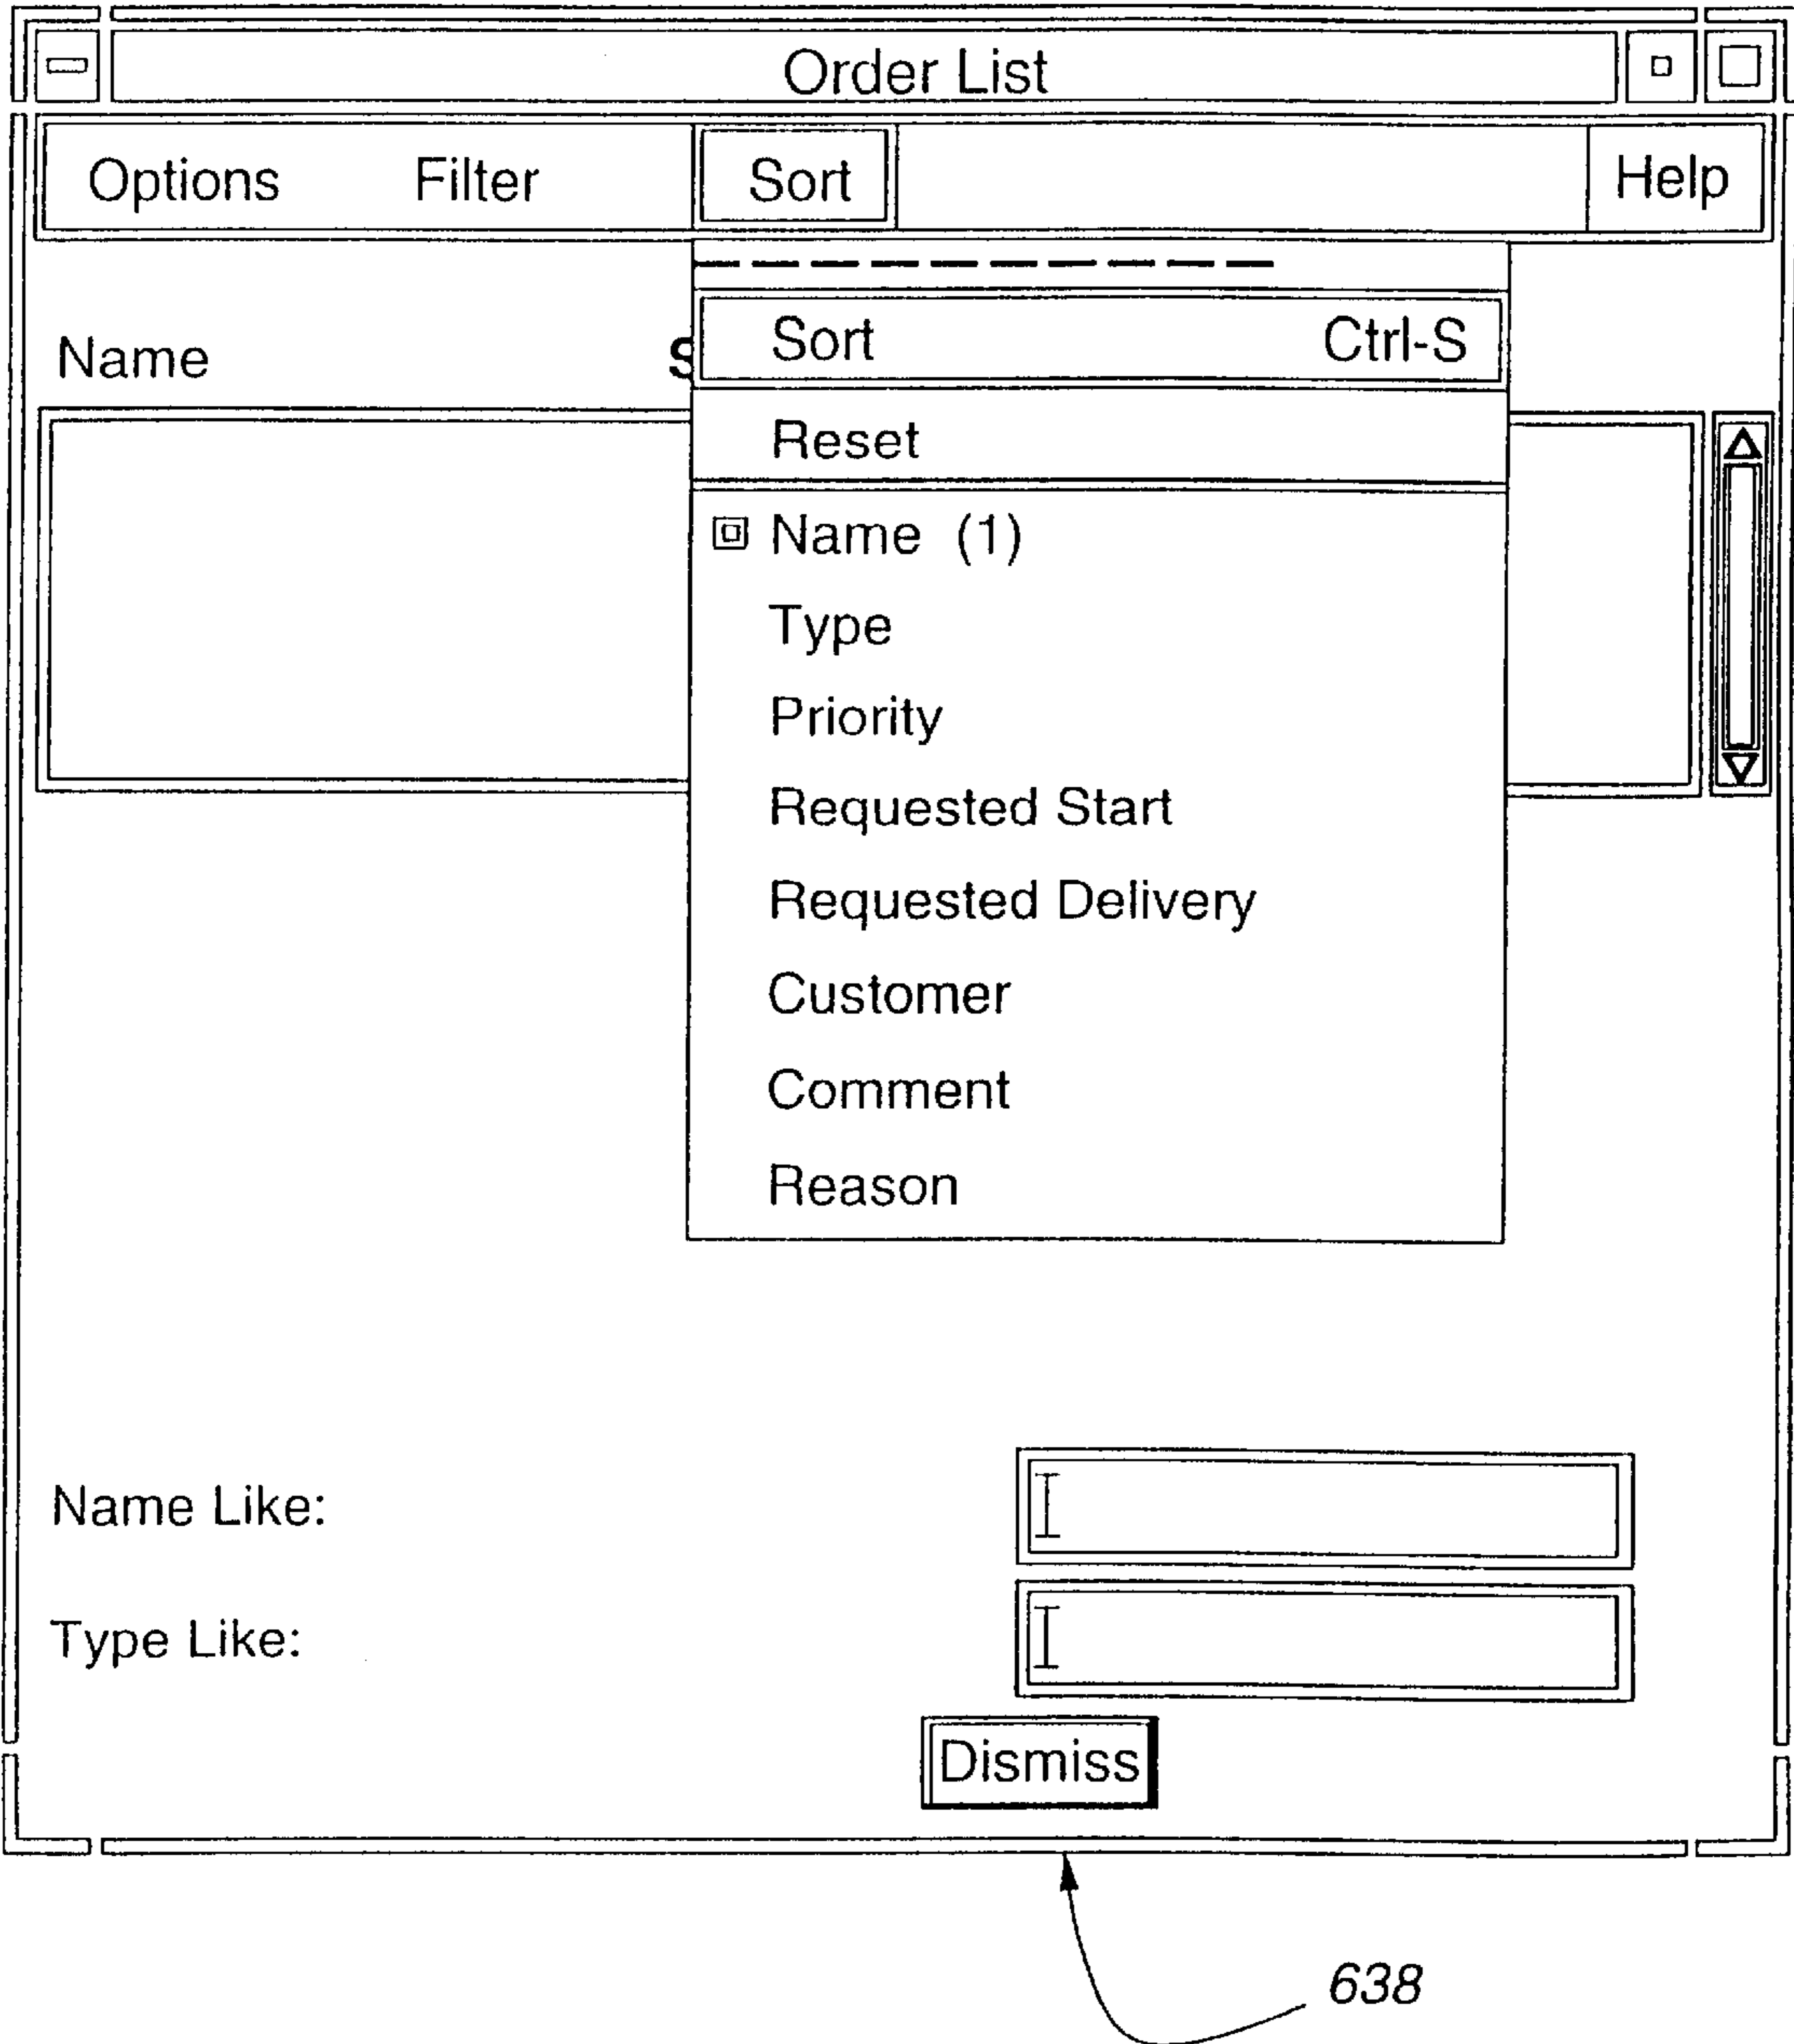 Order List
Options Filter Sort Help
Name
Sort Ctrl-S
Reset
Name (1)
Type
Priority
Requested Start
Requested Delivery
Customer
Comment
Reason
Name Like:
Type Like:
Dismiss
638